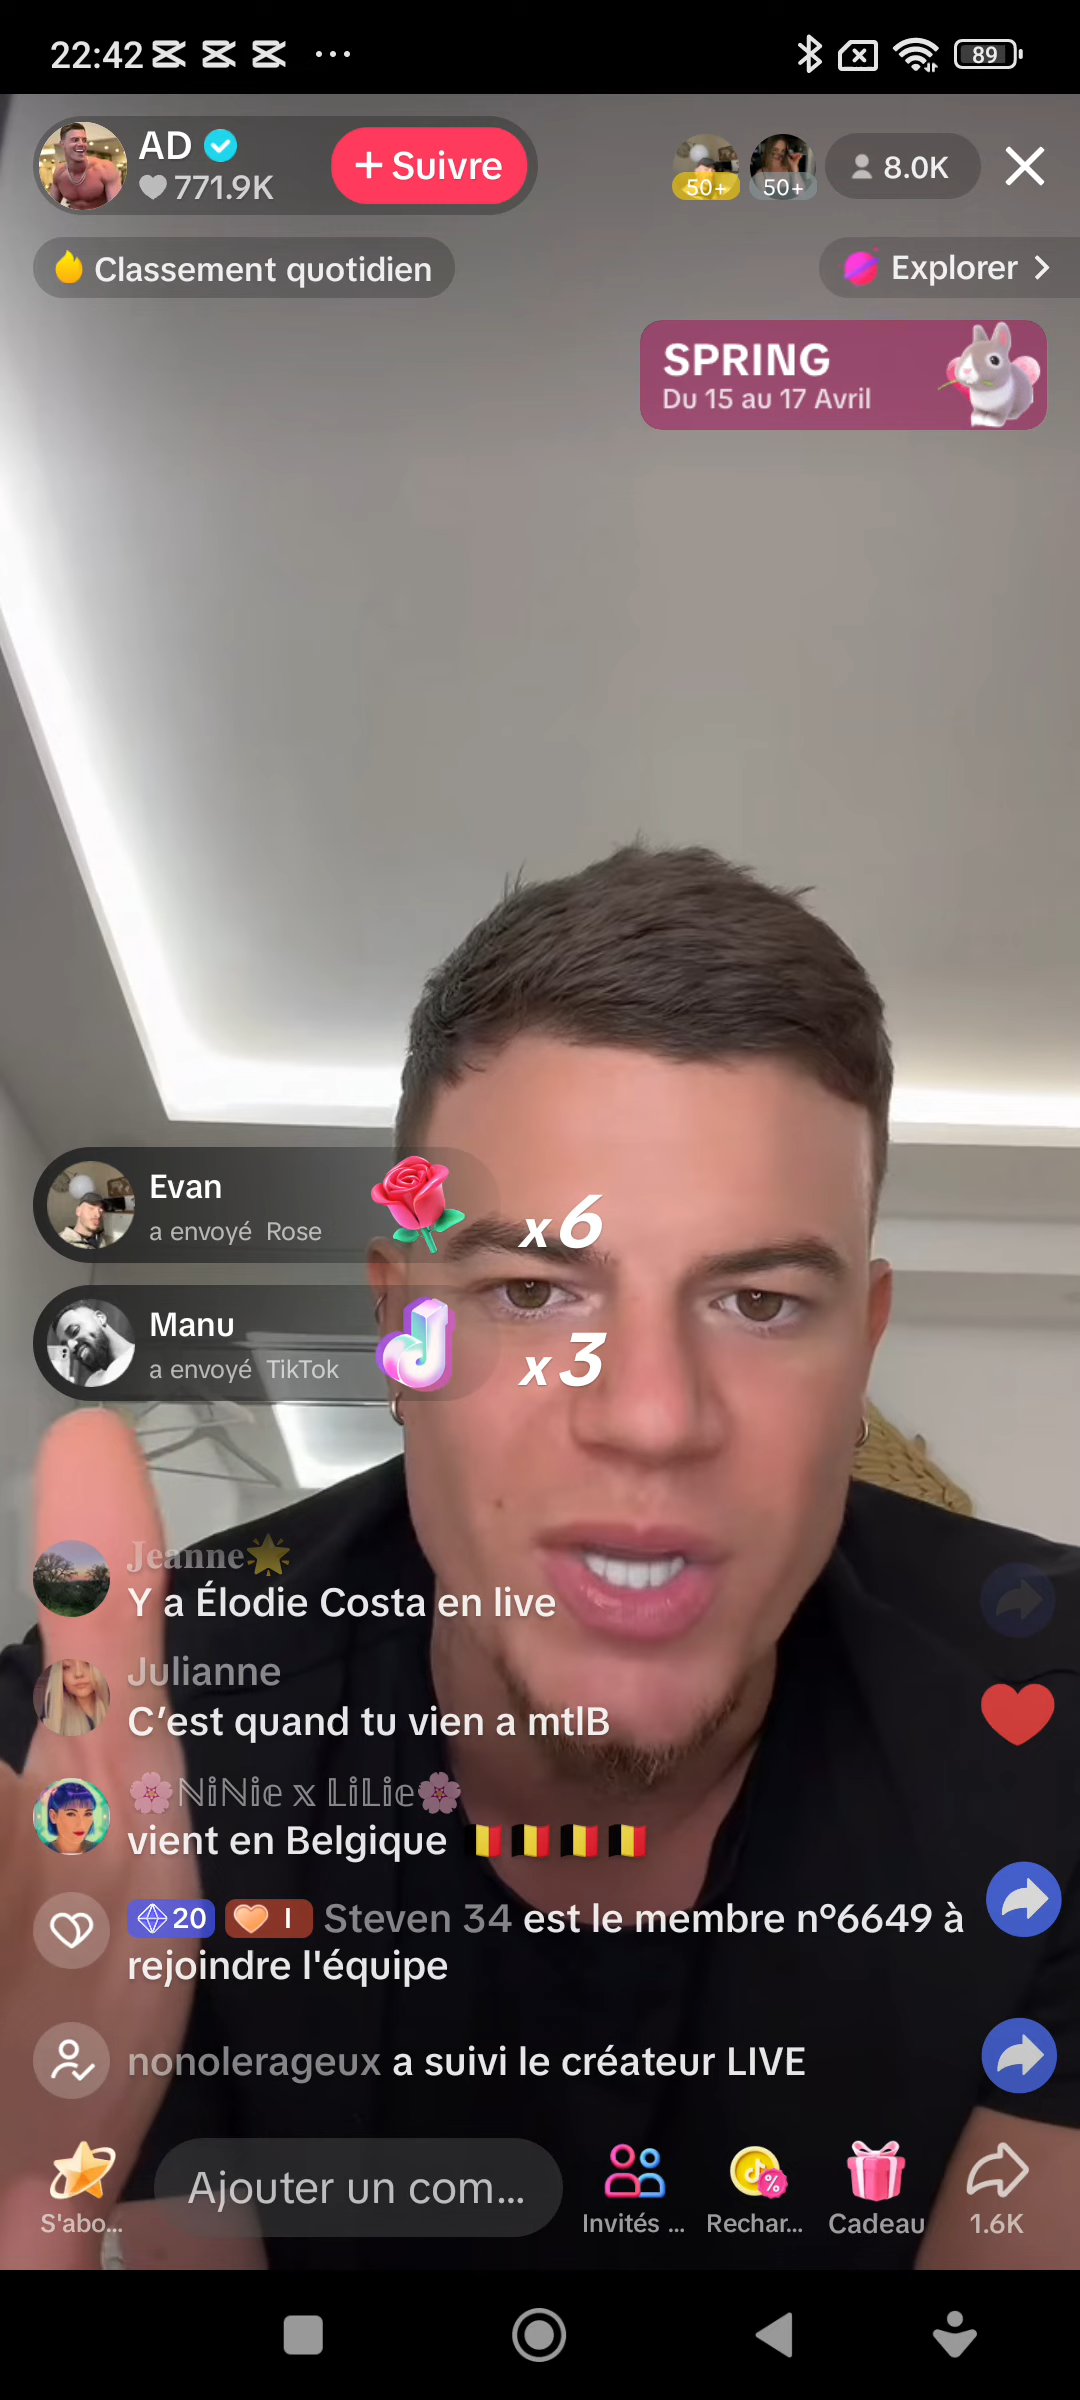 22:42 ... 89
AD
771.9K
+ Suivre
50+
50+
8.0K
Classement quotidien
Explorer >
SPRING
Du 15 au 17 Avril
Evan
a envoyé Rose
x6
Manu
a envoyé TikTok
x3
𝐉𝐞𝐚𝐧𝐧𝐞🌟
Y a Élodie Costa en live
Julianne
C’est quand tu vien a mtlB
🌸ℕ𝕚ℕ𝕚𝕖 𝕩 𝕃𝕚𝕃𝕚𝕖🌸
vient en Belgique 🇧🇪🇧🇪🇧🇪🇧🇪
20 I Steven 34 est le membre n°6649 à
rejoindre l'équipe
nonolerageux a suivi le créateur LIVE
S'abo...
Ajouter un com...
Invités ...
%
Rechar...
Cadeau
1.6K